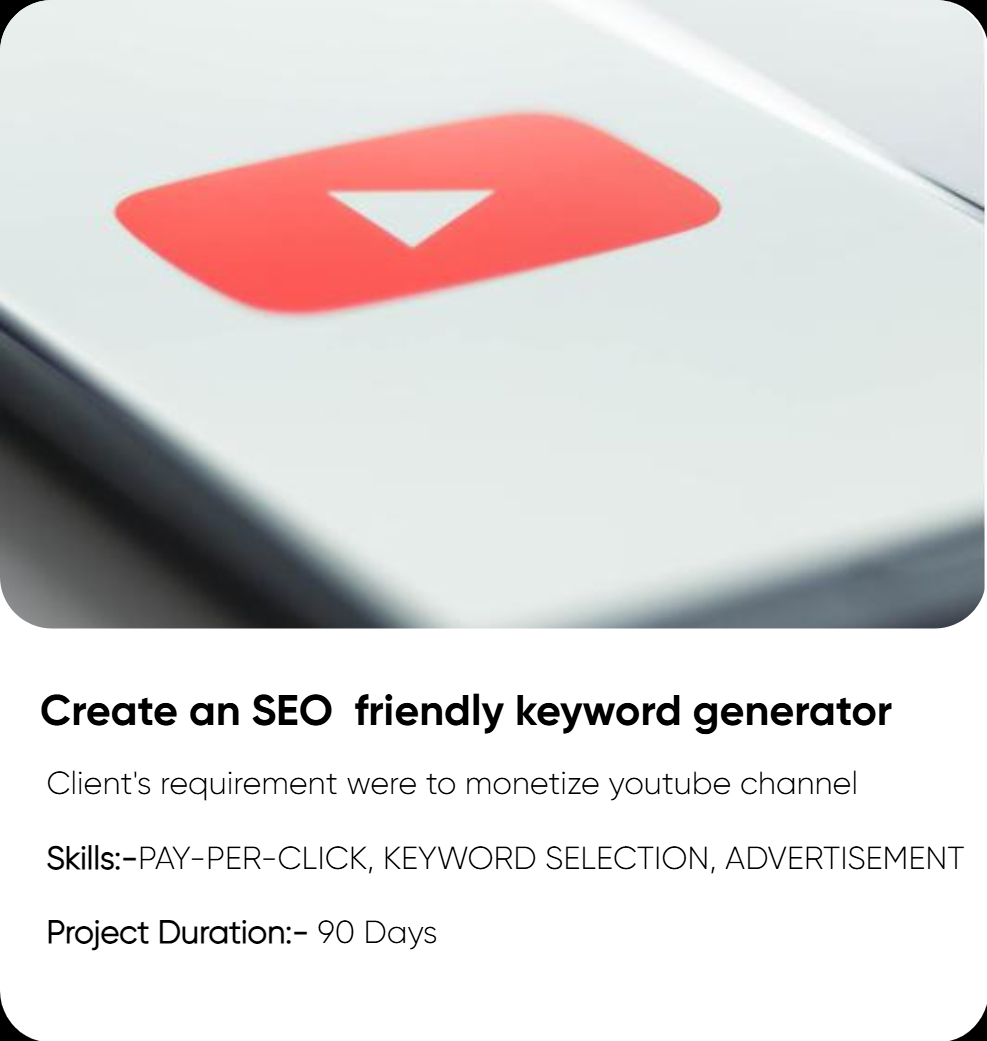 Create an SEO  friendly keyword generator
Client's requirement were to monetize youtube channel
Skills:-PAY-PER-CLICK, KEYWORD SELECTION, ADVERTISEMENT
Project Duration:- 90 Days